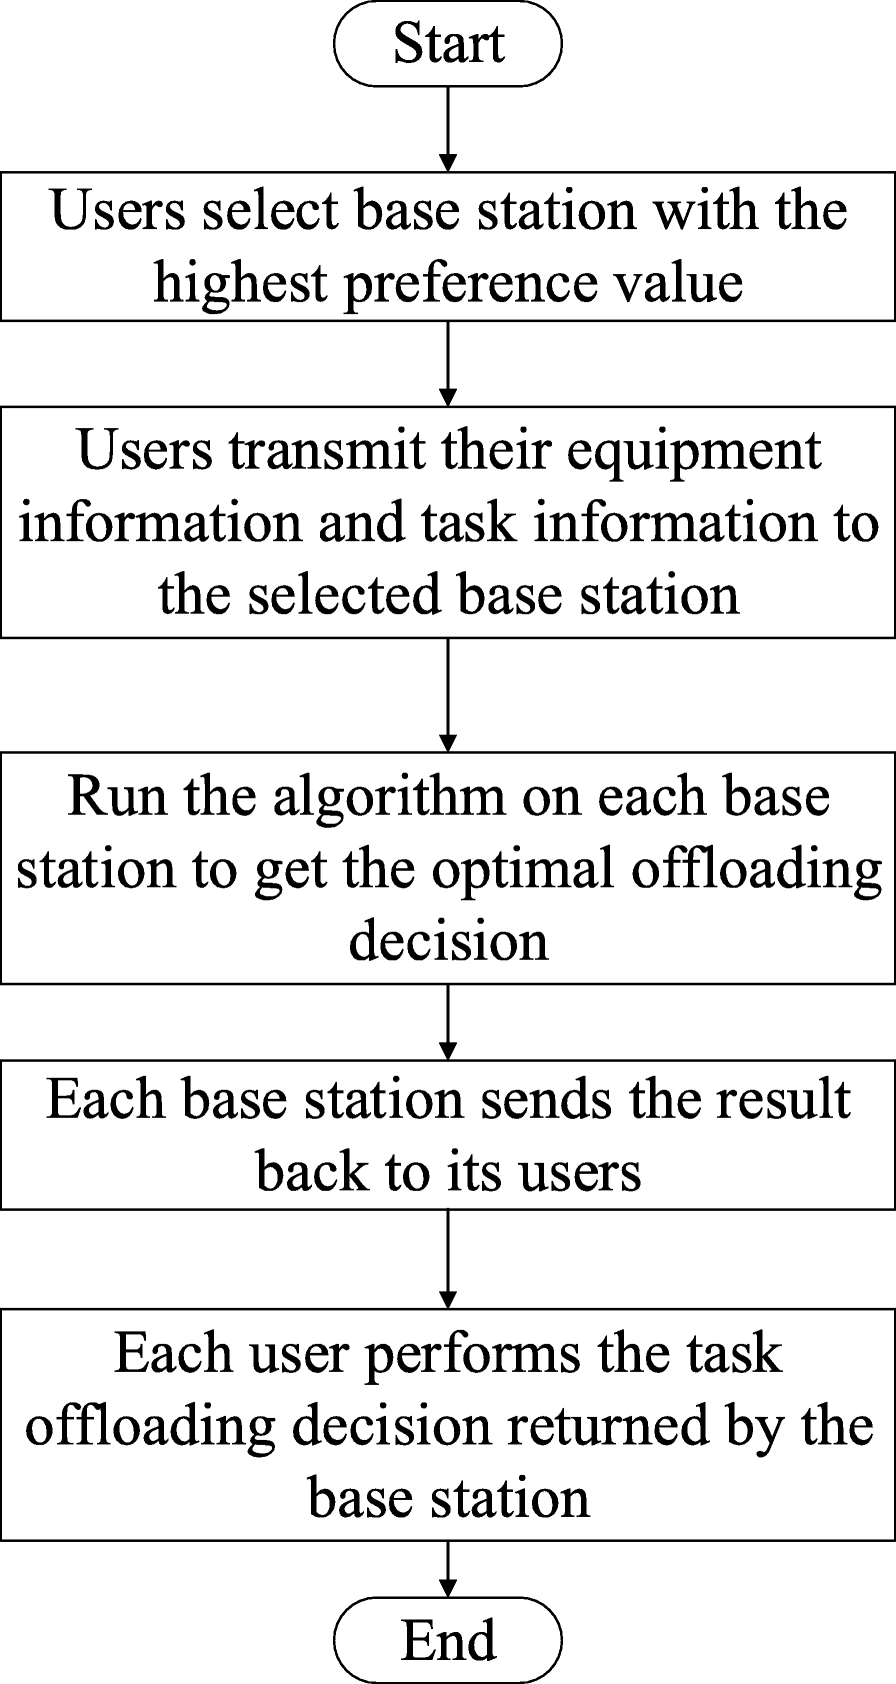 Start
Users select base station with the
highest preference value
Users transmit their equipment
information and task information to
the selected base station
Run the algorithm on each base
station to get the optimal offloading
decision
Each base station sends the result
back to its users
Each user performs the task
offloading decision returned by the
base station
End